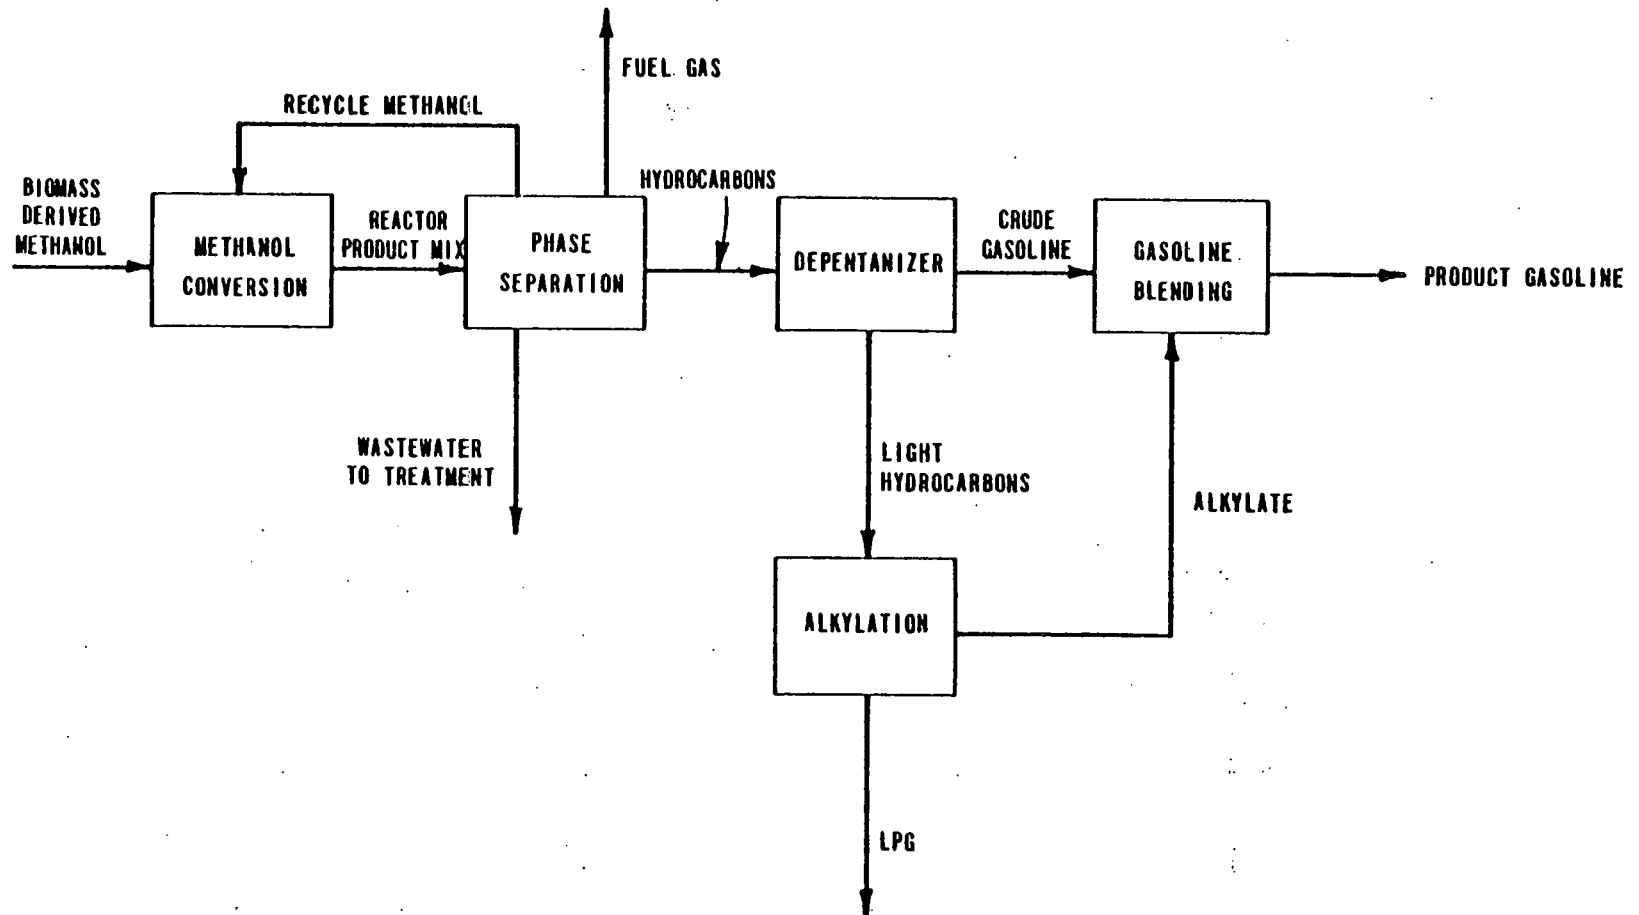 FUEL GAS
RECYCLE METHANOL
BIOMASS
DERIVED
METHANOL
METHANOL
CONVERSION
REACTOR
PRODUCT MIX
PHASE
SEPARATION
HYDROCARBONS
DEPENTANIZER
CRUDE
GASOLINE
GASOLINE
BLENDING
PRODUCT GASOLINE
WASTEWATER
TO TREATMENT
LIGHT
HYDROCARBONS
ALKYLATE
ALKYLATION
LPG